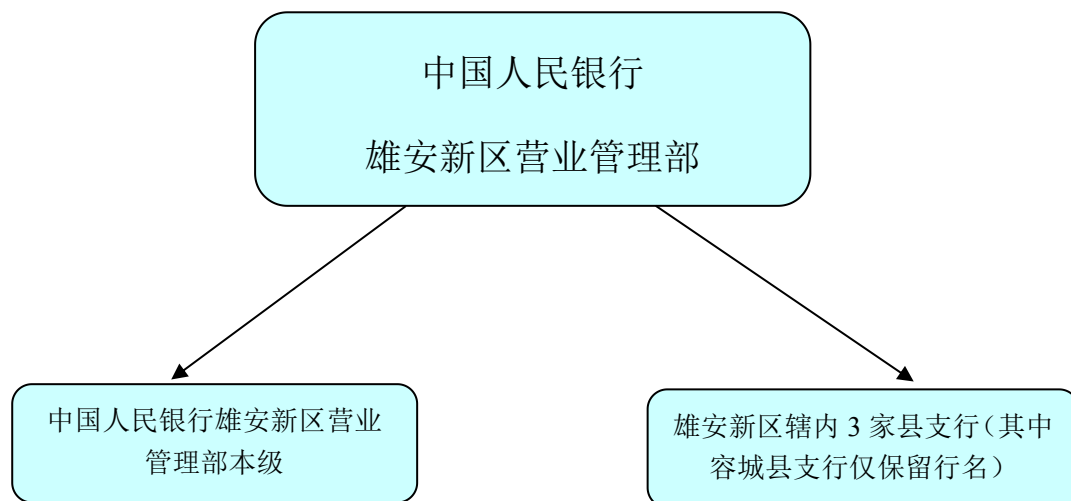 中国人民银行
雄安新区营业管理部
中国人民银行雄安新区营业
管理部本级
雄安新区辖内 3 家县支行（其中
容城县支行仅保留行名）